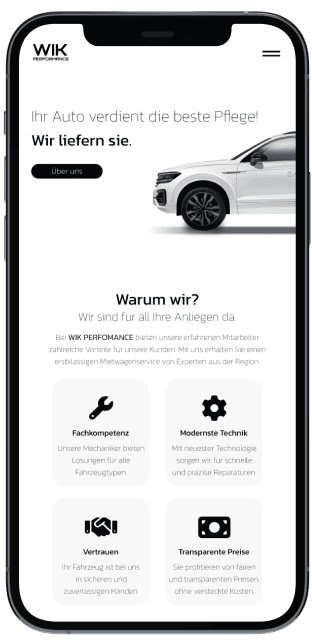 WIK
PERFORMANCE
Ihr Auto verdient die beste Pflege!
Wir liefern sie.
Über uns
Warum wir?
Wir sind für all Ihre Anliegen da.
Bei WIK PERFOMANCE bieten unsere erfahrenen Mitarbeiter
zahlreiche Vorteile für unsere Kunden. Mit uns erhalten Sie einen
erstklassigen Mietwagenservice von Experten aus der Region.
Fachkompetenz
Unsere Mechaniker bieten
Lösungen für alle
Fahrzeugtypen.
Modernste Technik
Mit neuester Technologie
sorgen wir für schnelle
und präzise Reparaturen.
Vertrauen
Ihr Fahrzeug ist bei uns
in sicheren und
zuverlässigen Händen.
Transparente Preise
Sie profitieren von fairen
und transparenten Preisen,
ohne versteckte Kosten.